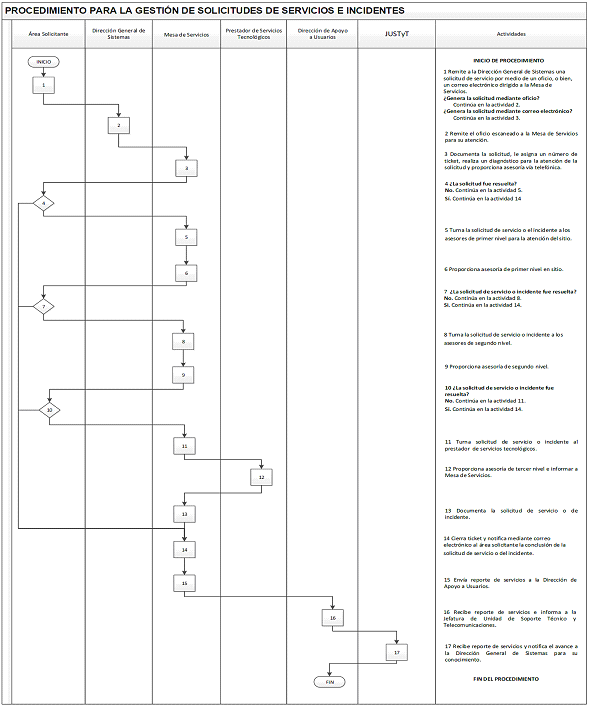 PROCEDIMIENTO PARA LA GESTIÓN DE SOLICITUDES DE SERVICIOS E INCIDENTES
Área Solicitante
Dirección General de
Sistemas
Mesa de Servicios
Prestador de Servicios
Tecnológicos
Dirección de Apoyo
a Usuarios
JUSTyT
Actividades
INICIO
1
2
3
4
5
6
7
8
9
10
11
12
13
14
15
16
17
FIN
INICIO DE PROCEDIMIENTO
1 Remite a la Dirección General de Sistemas una
solicitud de servicio por medio de un oficio, o bien,
un correo electrónico dirigido a la Mesa de
Servicios.
¿Genera la solicitud mediante oficio?
Continúa en la actividad 2.
¿Genera la solicitud mediante correo electrónico?
Continúa en la actividad 3.
2 Remite el oficio escaneado a la Mesa de Servicios
para su atención.
3 Documenta la solicitud, le asigna un número de
ticket, realiza un diagnóstico para la atención de la
solicitud y proporciona asesoría vía telefónica.
4 ¿La solicitud fue resuelta?
No. Continúa en la actividad 5.
Sí. Continúa en la actividad 14
5 Turna la solicitud de servicio o el incidente a los
asesores de primer nivel para la atención del sitio.
6 Proporciona asesoría de primer nivel en sitio.
7 ¿La solicitud de servicio o incidente fue resuelta?
No. Continúa en la actividad 8.
Sí. Continúa en la actividad 14.
8 Turna la solicitud de servicio o incidente a los
asesores de segundo nivel.
9 Proporciona asesoría de segundo nivel.
10 ¿La solicitud de servicio o incidente fue
resuelta?
No. Continúa en la actividad 11.
Sí. Continúa en la actividad 14.
11 Turna solicitud de servicio o incidente al
prestador de servicios tecnológicos.
12 Proporciona asesoría de tercer nivel e informar a
Mesa de Servicios.
13 Documenta la solicitud de servicio o de
incidente.
14 Cierra ticket y notifica mediante correo
electrónico al área solicitante la conclusión de la
solicitud de servicio o del incidente.
15 Envía reporte de servicios a la Dirección de
Apoyo a Usuarios.
16 Recibe reporte de servicios e informa a la
Jefatura de Unidad de Soporte Técnico y
Telecomunicaciones.
17 Recibe reporte de servicios y notifica el avance a
la Dirección General de Sistemas para su
conocimiento.
FIN DEL PROCEDIMIENTO